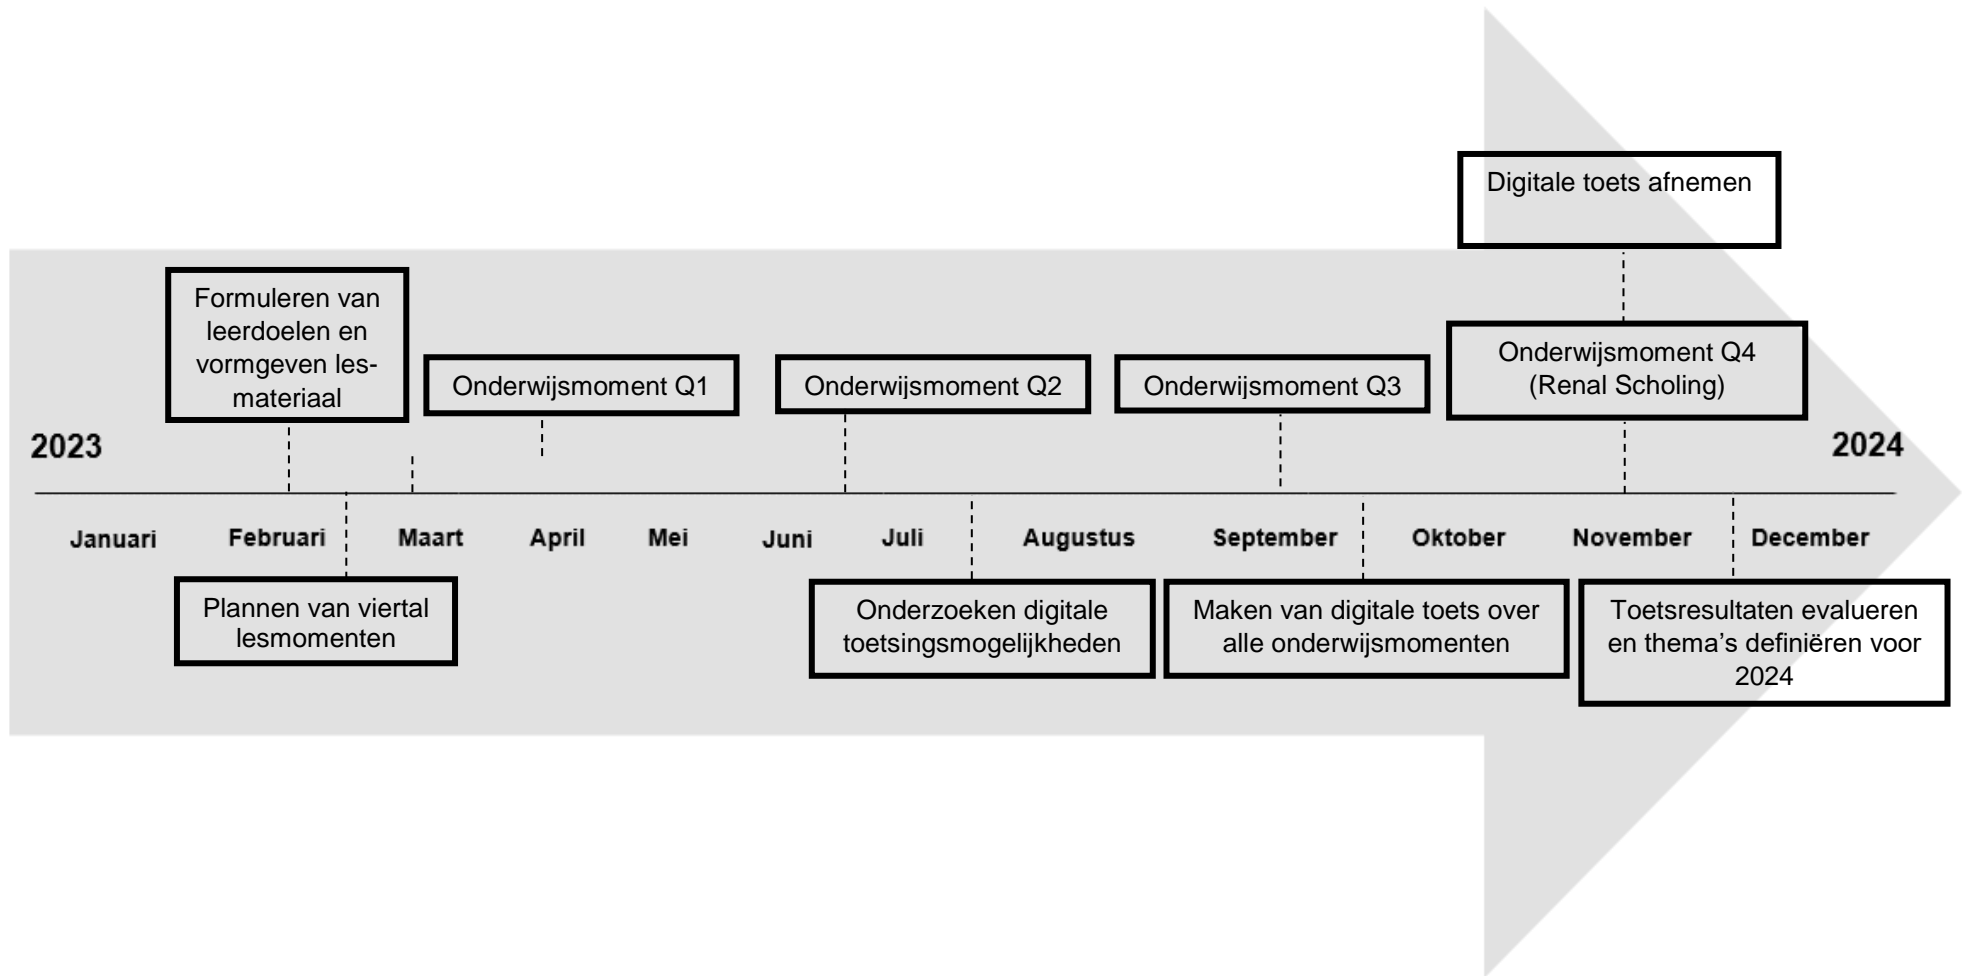 Digitale toets afnemen
Formuleren van
leerdoelen en
vormgeven les-
materiaal
Onderwijsmoment Q1
Onderwijsmoment Q2
Onderwijsmoment Q3
Onderwijsmoment Q4
(Renal Scholing)
2023
2024
Januari
Februari
Maart
April
Mei
Juni
Juli
Augustus
September
Oktober
November
December
Plannen van viertal
lesmomenten
Onderzoeken digitale
toetsingsmogelijkheden
Maken van digitale toets over
alle onderwijsmomenten
Toetsresultaten evalueren
en thema’s definiëren voor
2024